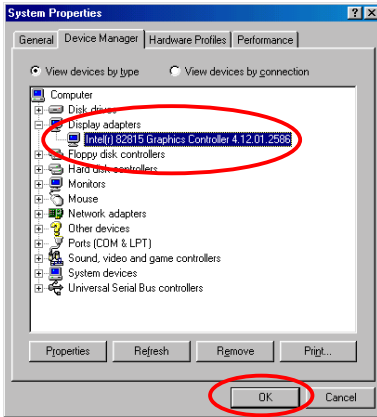 System Properties
General Device Manager Hardware Profiles Performance
View devices by type View devices by connection
Computer
Disk drives
Display adapters
Intel(r) 82815 Graphics Controller 4.12.01.2586
Floppy disk controllers
Hard disk controllers
Monitors
Mouse
Network adapters
Other devices
Ports (COM & LPT)
Sound, video and game controllers
System devices
Universal Serial Bus controllers
Properties Refresh Remove Print...
OK Cancel